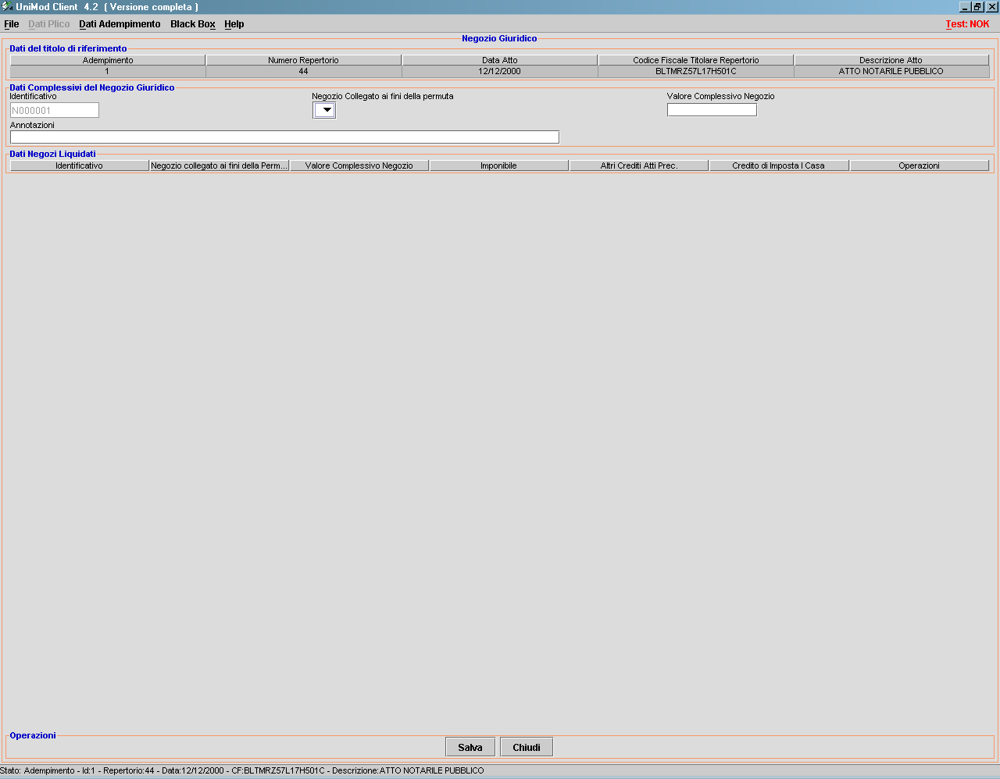 UniMod Client 4.2 ( Versione completa )
File Dati Plico Dati Adempimento Black Box Help Test: NOK
Negozio Giuridico
Dati del titolo di riferimento
Adempimento Numero Repertorio Data Atto Codice Fiscale Titolare Repertorio Descrizione Atto
1 44 12/12/2000 BLTMRZ57L17H501C ATTO NOTARILE PUBBLICO
Dati Complessivi del Negozio Giuridico
Identificativo Negozio Collegato ai fini della permuta Valore Complessivo Negozio
N000001
Annotazioni
Dati Negozi Liquidati
Identificativo Negozio collegato ai fini della Perm... Valore Complessivo Negozio Imponibile Altri Crediti Atti Prec. Credito di Imposta I Casa Operazioni
Operazioni
Salva Chiudi
Stato: Adempimento - Id:1 - Repertorio:44 - Data:12/12/2000 - CF:BLTMRZ57L17H501C - Descrizione:ATTO NOTARILE PUBBLICO